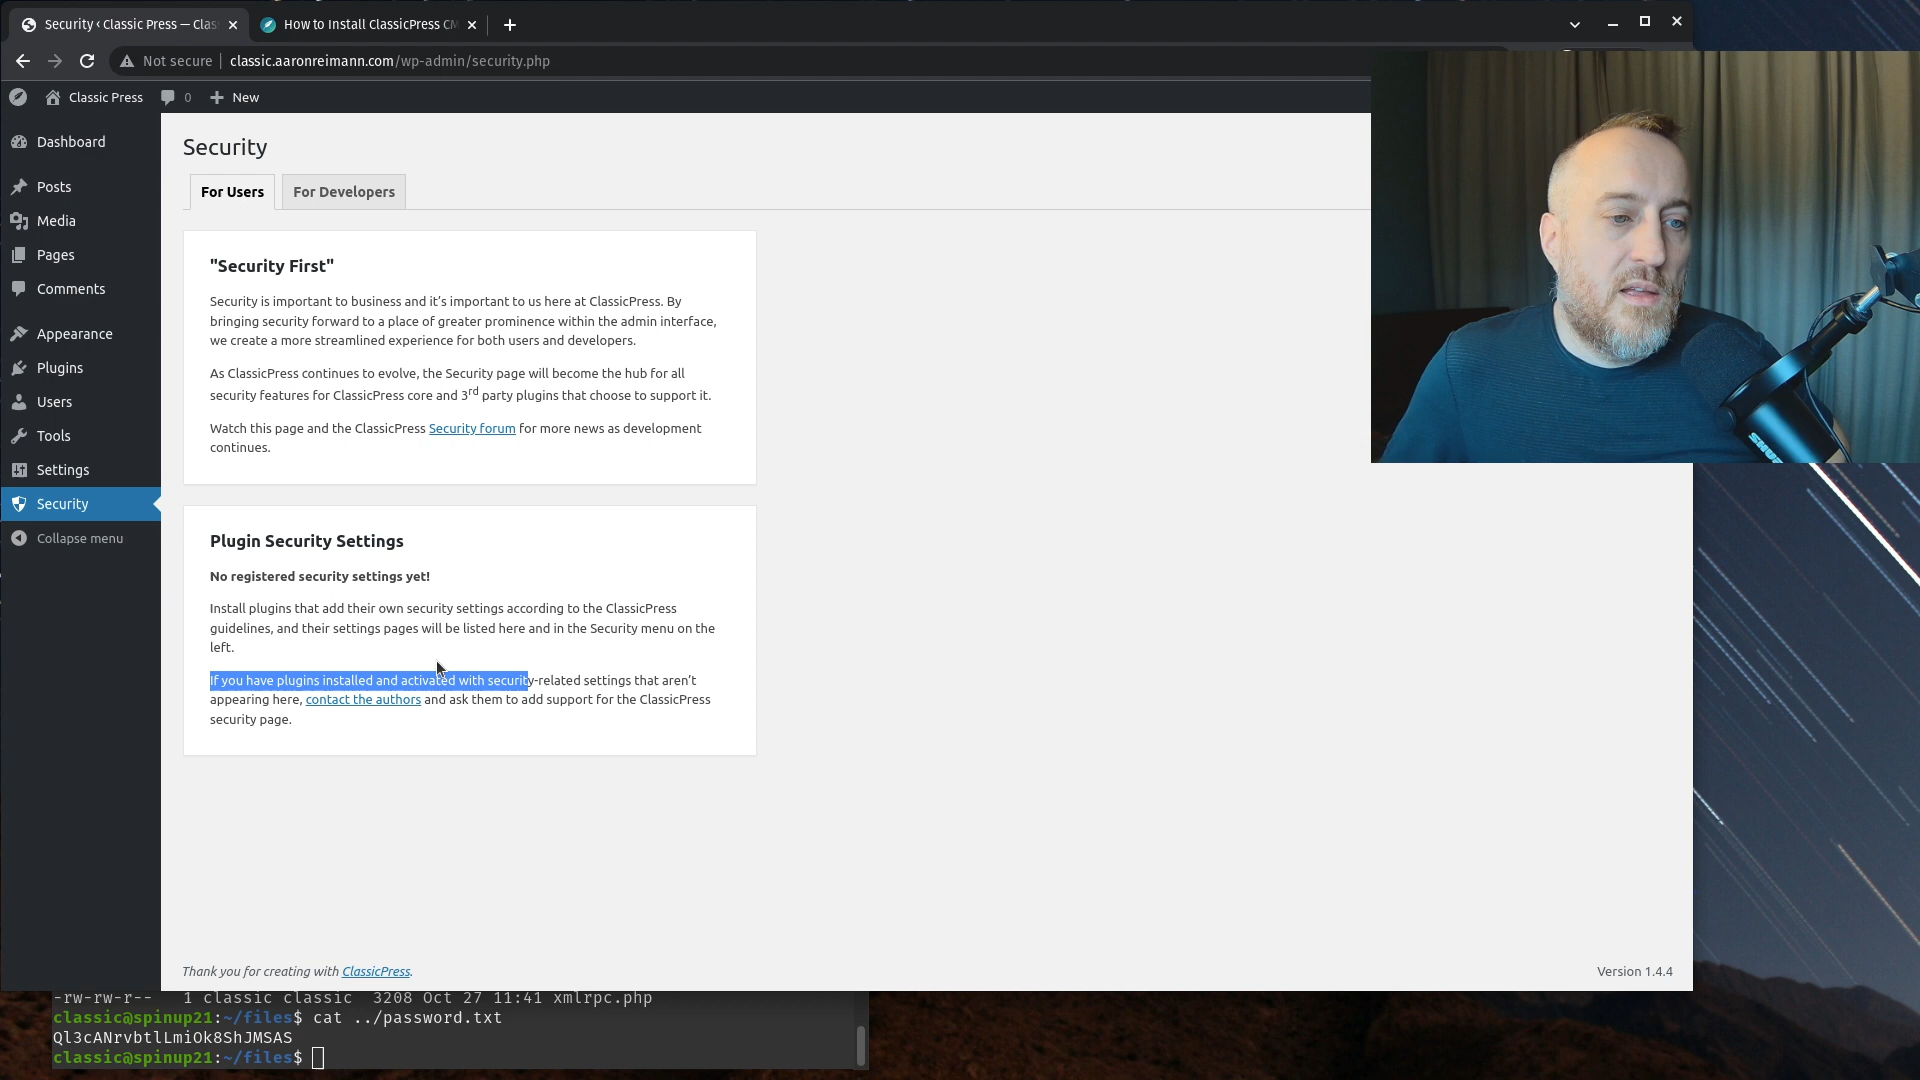 Security ‹ Classic Press — Clas
How to Install ClassicPress CM
Not secure
classic.aaronreimann.com/wp-admin/security.php
Classic Press
0
New
Dashboard
Posts
Media
Pages
Comments
Appearance
Plugins
Users
Tools
Settings
Security
Collapse menu
Security
For Users
For Developers
"Security First"
Security is important to business and it’s important to us here at ClassicPress. By
bringing security forward to a place of greater prominence within the admin interface,
we create a more streamlined experience for both users and developers.
As ClassicPress continues to evolve, the Security page will become the hub for all
security features for ClassicPress core and 3rd party plugins that choose to support it.
Watch this page and the ClassicPress Security forum for more news as development
continues.
Plugin Security Settings
No registered security settings yet!
Install plugins that add their own security settings according to the ClassicPress
guidelines, and their settings pages will be listed here and in the Security menu on the
left.
If you have plugins installed and activated with security-related settings that aren’t
appearing here, contact the authors and ask them to add support for the ClassicPress
security page.
Thank you for creating with ClassicPress.
Version 1.4.4
SHUR
-rw-rw-r-- 1 classic classic 3208 Oct 27 11:41 xmlrpc.php
classic@spinup21:~/files$ cat ../password.txt
Ql3cANrvbtlLmiOk8ShJMSAS
classic@spinup21:~/files$